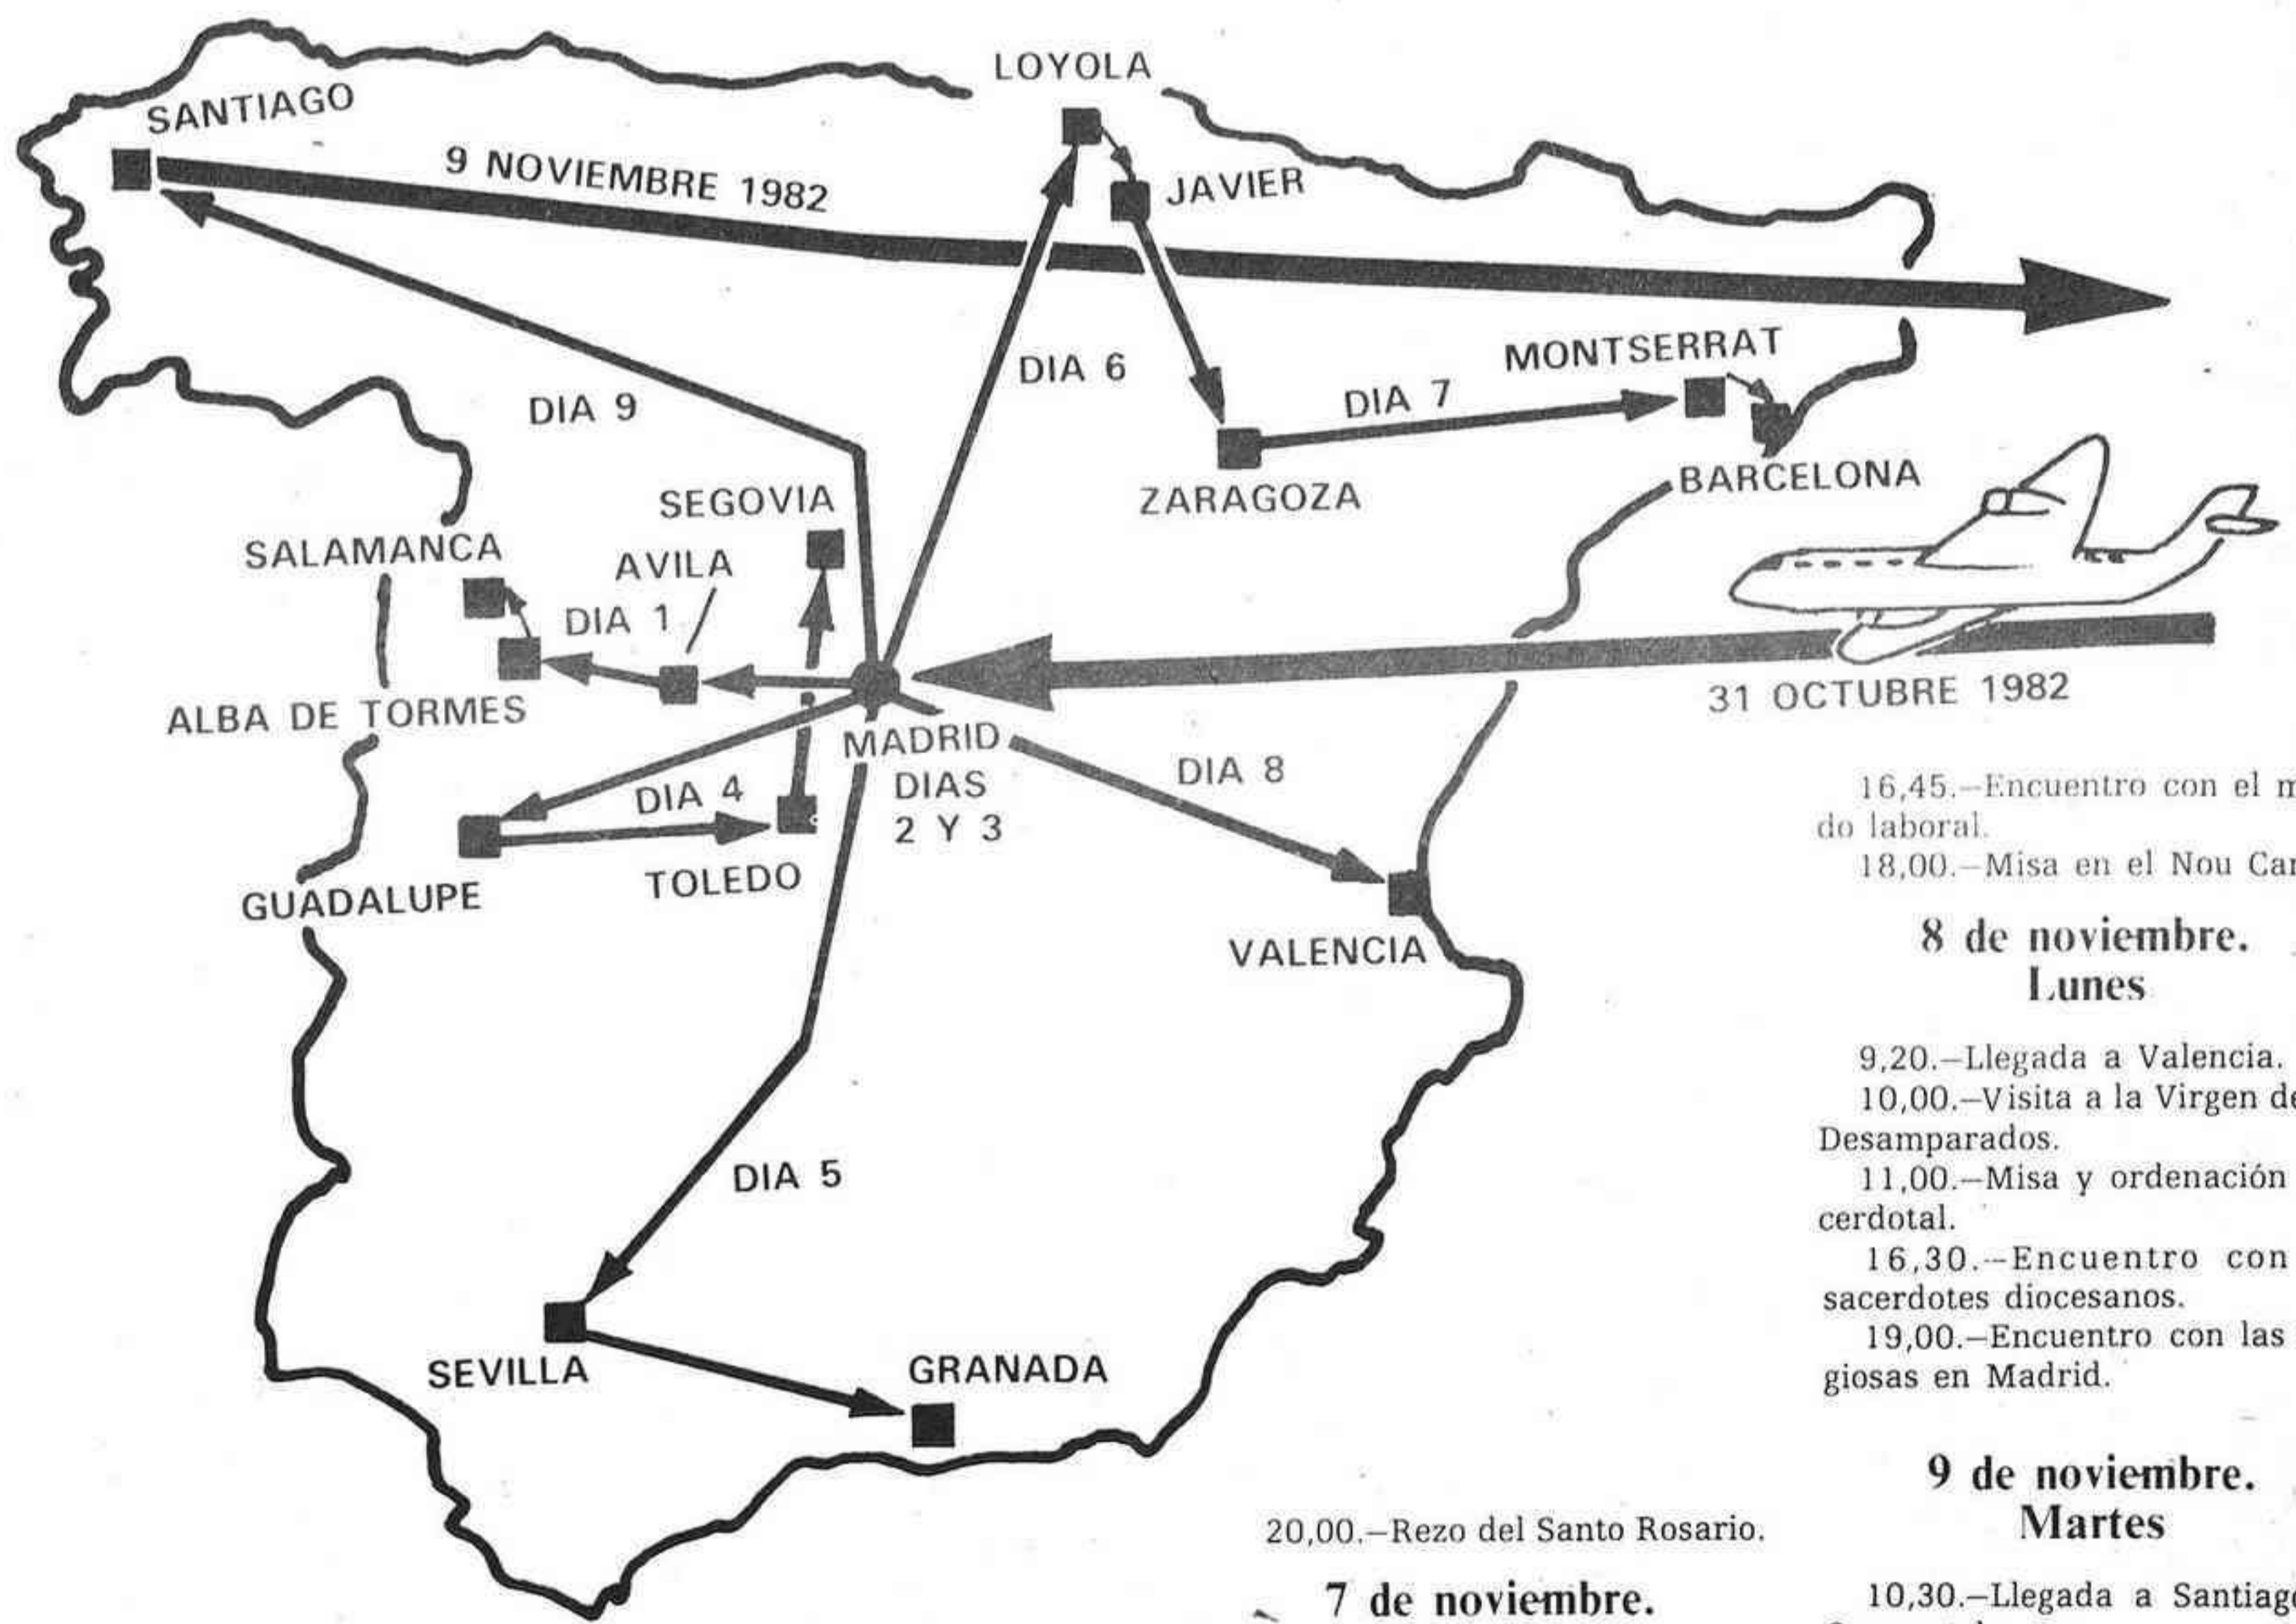 LOYOLA
SANTIAGO
9 NOVIEMBRE 1982
JAVIER
DIA 6
MONTSERRAT
DIA 9
DIA 7
SEGOVIA
ZARAGOZA
BARCELONA
SALAMANCA
AVILA
DIA 1
ALBA DE TORMES
31 OCTUBRE 1982
MADRID
DIAS
2 Y 3
DIA 4
DIA 8
GUADALUPE
TOLEDO
VALENCIA
DIA 5
SEVILLA
GRANADA
20,00.—Rezo del Santo Rosario.
7 de noviembre.
16,45.—Encuentro con el m
do laboral.
18,00.—Misa en el Nou Ca
8 de noviembre.
Lunes
9,20.—Llegada a Valencia.
10,00.—Visita a la Virgen de
Desamparados.
11,00.—Misa y ordenación
cerdotal.
16,30.—Encuentro con
sacerdotes diocesanos.
19,00.—Encuentro con las
giosas en Madrid.
9 de noviembre.
Martes
10,30.—Llegada a Santiago